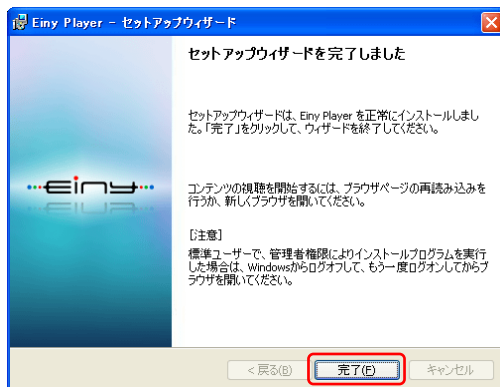 Einy Player - セットアップウィザード
セットアップウィザードを完了しました
セットアップウィザードは、Einy Player を正常にインストールしまし
た。「完了」をクリックして、ウィザードを終了してください。
Einy
コンテンツの視聴を開始するには、ブラウザページの再読み込みを
行うか、新しくブラウザを開いてください。
[注意]
標準ユーザーで、管理者権限によりインストールプログラムを実行
した場合は、Windowsからログオフして、もう一度ログオンしてからブ
ラウザを開いてください。
< 戻る(B) 完了(F) キャンセル